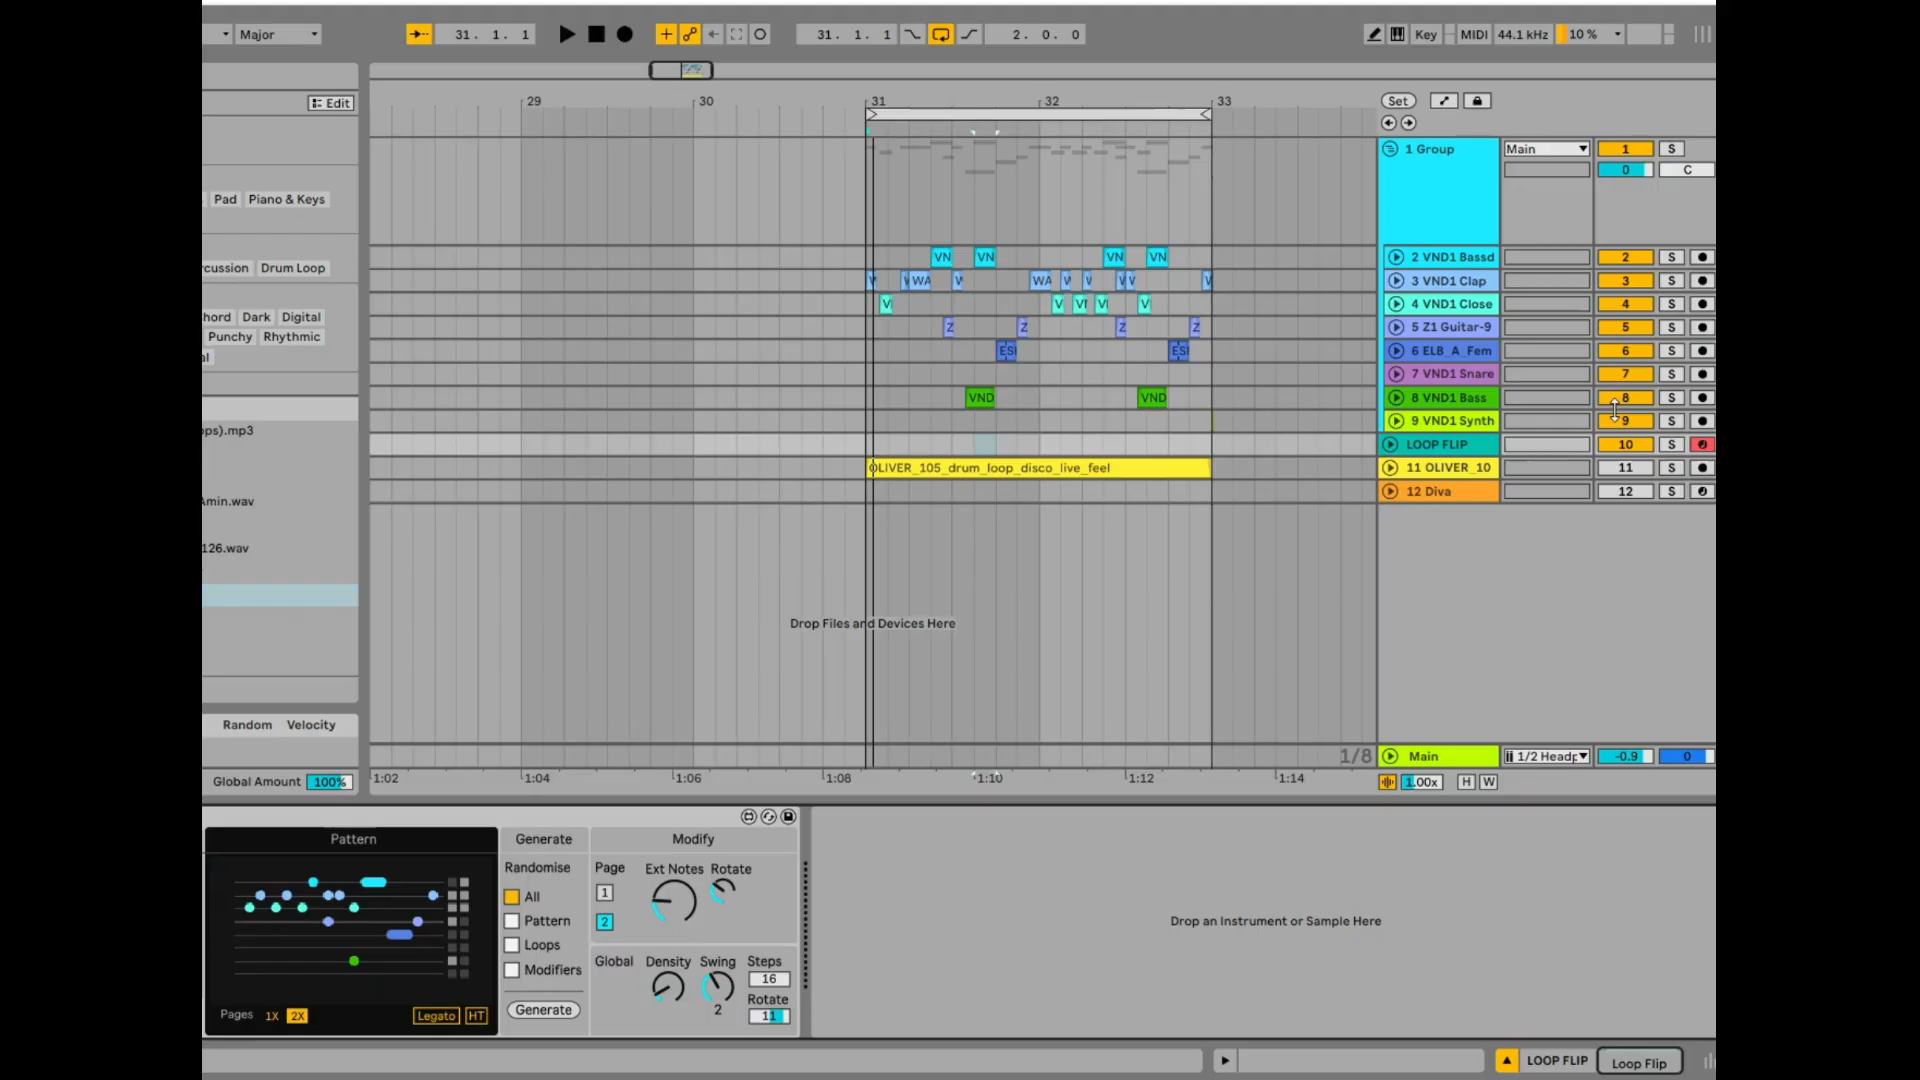 Major 31. 1. 1 31. 1. 1 2. 0. 0 Key MIDI 44.1 kHz 10 %
29 30 31 32 33 Set
Edit
1 Group Main 1 S
0 C
Pad Piano & Keys
VN VN VN VN 2 VND1 Bassd 2 S
rcussion Drum Loop
WA WA 3 VND1 Clap 3 S
V V V V 4 VND1 Close 4 S
hord Dark Digital
Z Z Z Z 5 Z1 Guitar-9 5 S
Punchy Rhythmic
ES ES 6 ELB_A_Fem 6 S
al
7 VND1 Snare 7 S
VND VND 8 VND1 Bass 8 S
9 VND1 Synth 9 S
ops).mp3
LOOP FLIP 10 S
OLIVER_105_drum_loop_disco_live_feel 11 OLIVER_10 11 S
12 Diva 12 S
Amin.wav
126.wav
Drop Files and Devices Here
Random Velocity
1/8 Main 1/2 Headp -0.9 0
Global Amount 100%
1:02 1:04 1:06 1:08 1:10 1:12 1:14 1.00x H W
Pattern Generate Modify
Randomise Page Ext Notes Rotate
All 1
Pattern 2
Loops
Modifiers Global Density Swing Steps
16
Rotate
Generate 2 11
Pages 1X 2X Legato HT
Drop an Instrument or Sample Here
LOOP FLIP Loop Flip